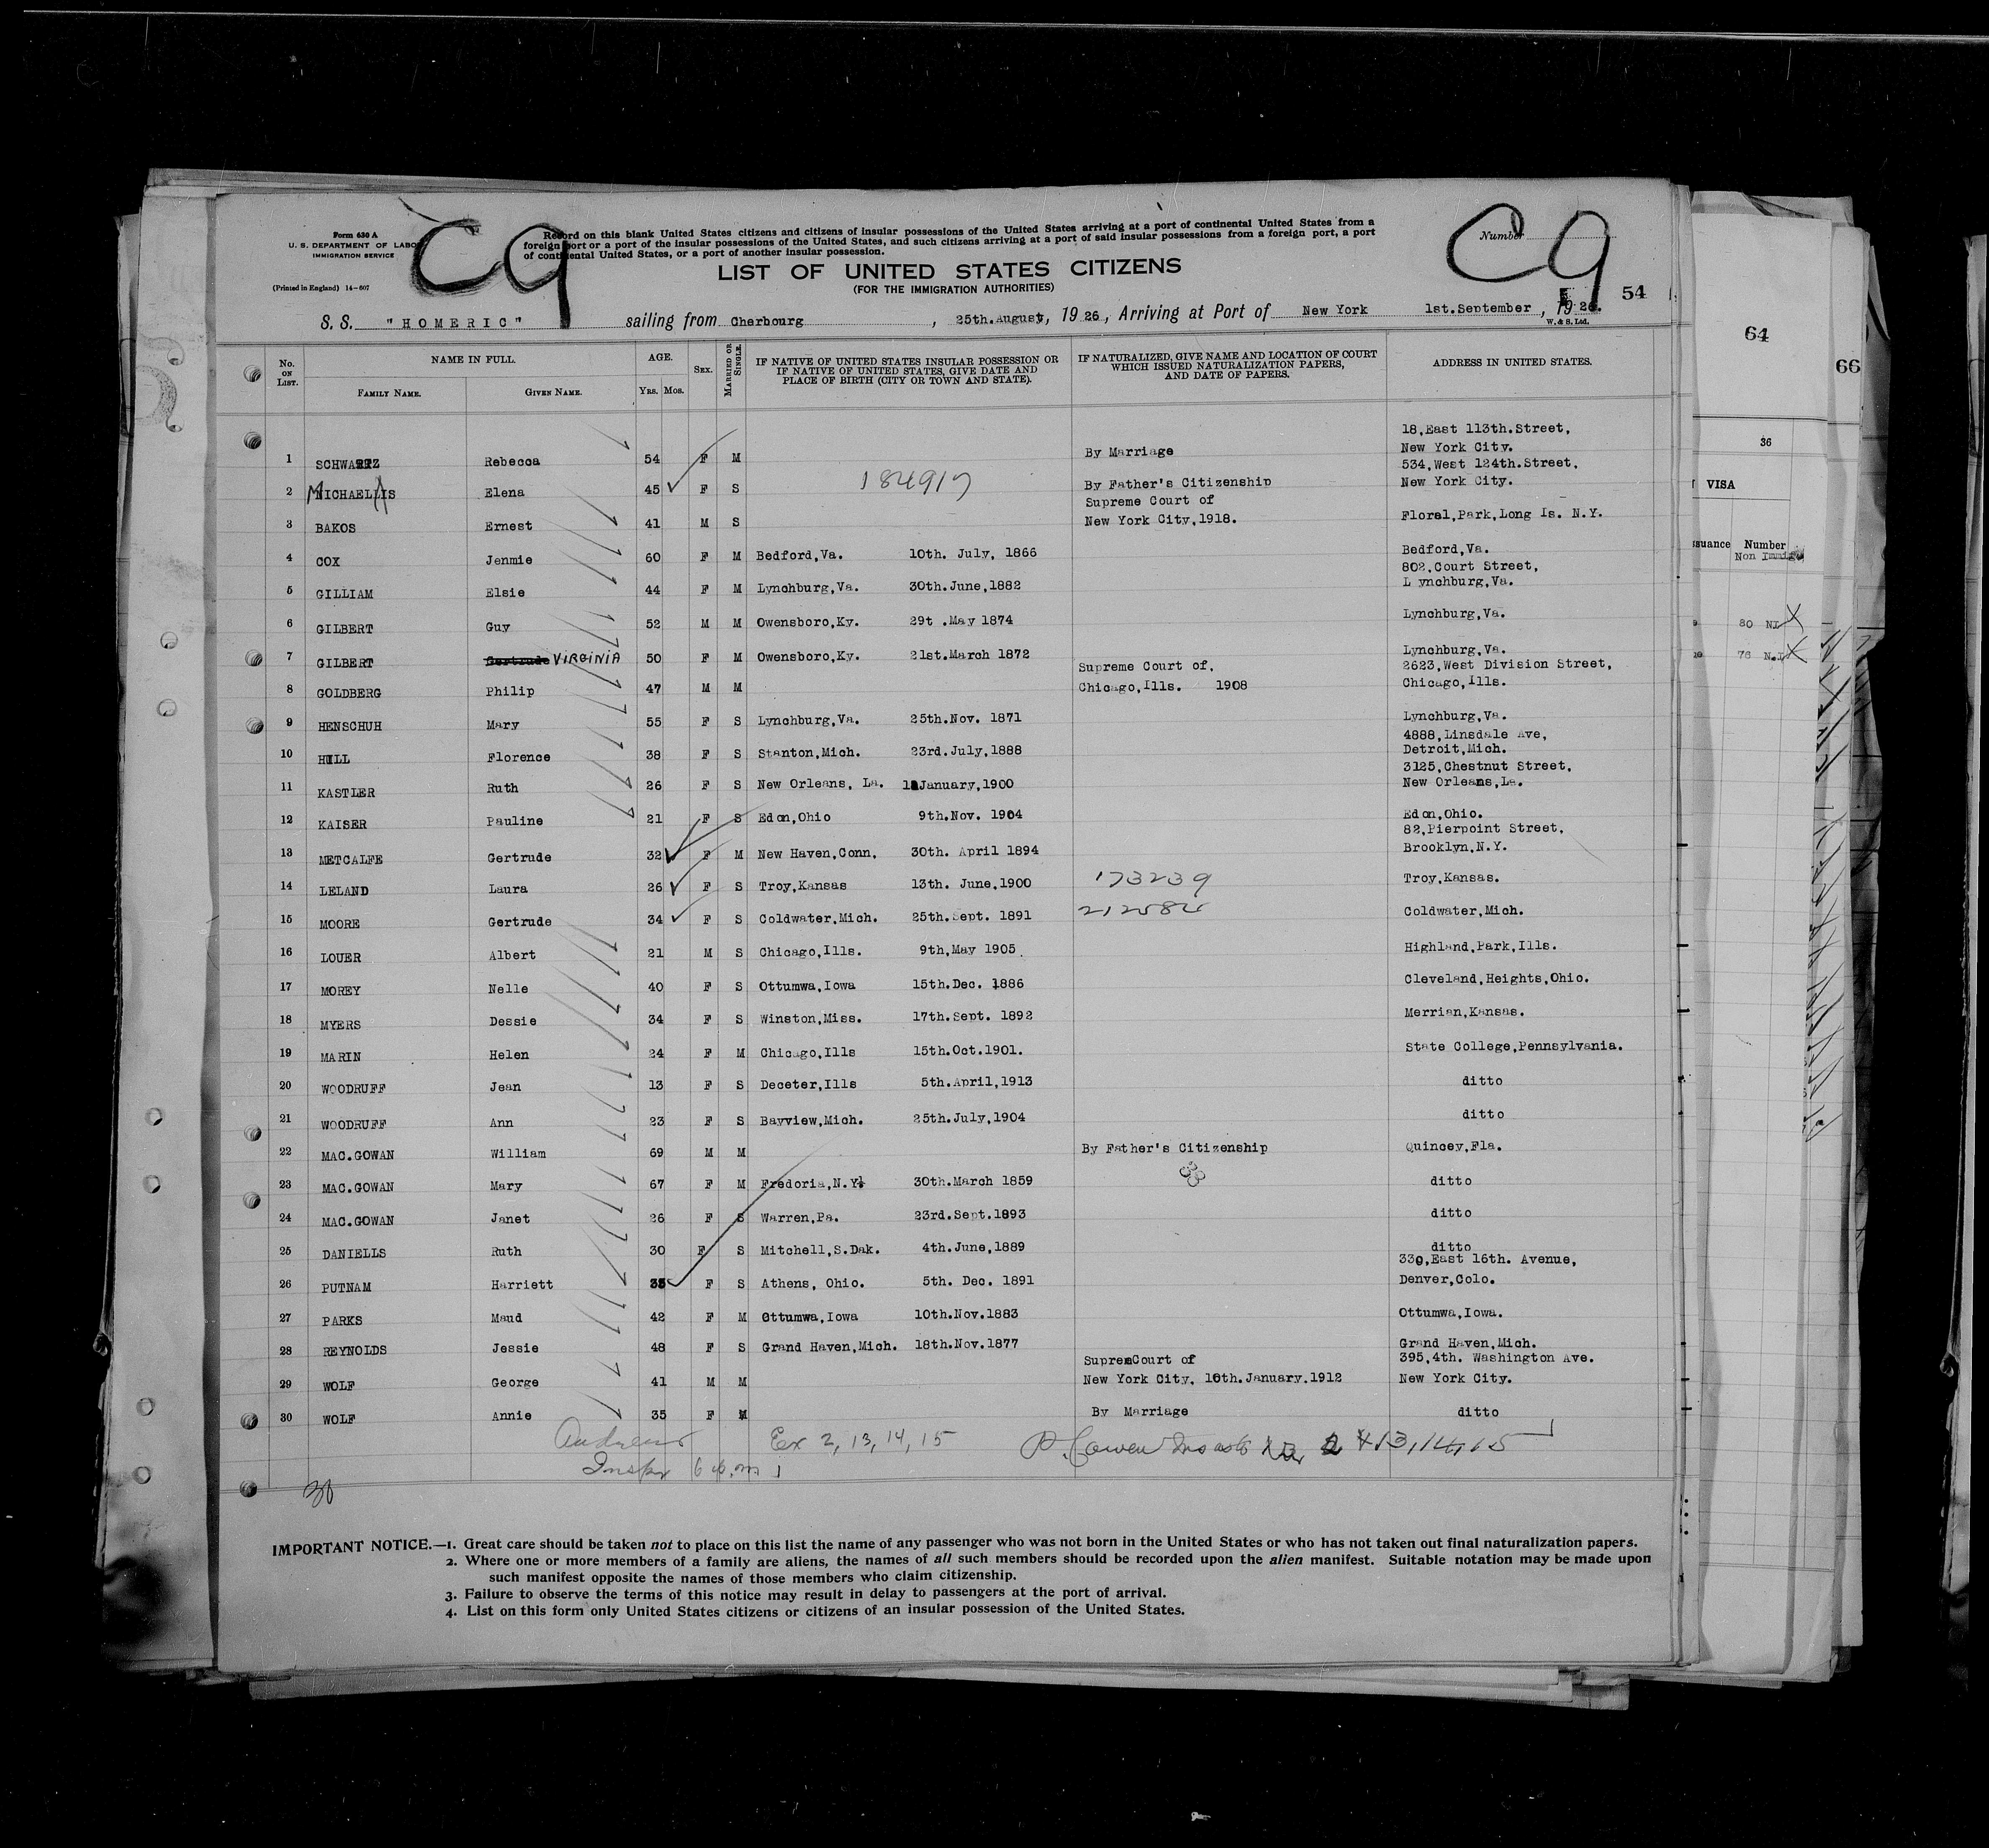 C9
C9
Form 630 A
U. S. DEPARTMENT OF LABOR
IMMIGRATION SERVICE
(Printed in England) 14-607
Record on this blank United States citizens and citizens of insular possessions of the United States arriving at a port of continental United States from a
foreign port or a port of the insular possessions of the United States, and such citizens arriving at a port of said insular possessions from a foreign port, a port
of continental United States, or a port of another insular possession.
Number
LIST OF UNITED STATES CITIZENS
(FOR THE IMMIGRATION AUTHORITIES)
54
S. S. "HOMERIC" sailing from Cherbourg, 25th.August, 1926, Arriving at Port of New York 1st.September, 1926.
W. & S. Ltd.
No. ON LIST. NAME IN FULL. FAMILY NAME. GIVEN NAME. AGE. YRS. MOS. SEX. MARRIED OR SINGLE. IF NATIVE OF UNITED STATES INSULAR POSSESSION OR IF NATIVE OF UNITED STATES, GIVE DATE AND PLACE OF BIRTH (CITY OR TOWN AND STATE). IF NATURALIZED, GIVE NAME AND LOCATION OF COURT WHICH ISSUED NATURALIZATION PAPERS, AND DATE OF PAPERS. ADDRESS IN UNITED STATES.
1 SCHWARTZ Rebecca 54 F M By Marriage 18,East 113th.Street, New York City.
2 MICHAELLIS Elena 45 F S 184917 By Father's Citizenship 534,West 124th.Street, New York City.
3 BAKOS Ernest 41 M S Supreme Court of New York City,1918. Floral,Park,Long Is. N.Y.
4 COX Jenmie 60 F M Bedford,Va. 10th. July, 1866 Bedford,Va.
5 GILLIAM Elsie 44 F M Lynchburg,Va. 30th.June,1882 802,Court Street, L ynchburg,Va.
6 GILBERT Guy 52 M M Owensboro,Ky. 29t .May 1874 Lynchburg,Va.
7 GILBERT Gertrude VIRGINIA 50 F M Owensboro,Ky. 21st.March 1872 Lynchburg,Va.
8 GOLDBERG Philip 47 M M Supreme Court of, Chicago,Ills. 1908 2623,West Division Street, Chicago,Ills.
9 HENSCHUH Mary 55 F S Lynchburg,Va. 25th.Nov. 1871 Lynchburg,Va.
10 HILL Florence 38 F S Stanton,Mich. 23rd.July,1888 4888,Linsdale Ave, Detroit,Mich.
11 KASTLER Ruth 26 F S New Orleans, La. January,1900 3125,Chestnut Street, New Orleans,La.
12 KAISER Pauline 21 F S Edon,Ohio 9th.Nov. 1904 Edon,Ohio.
13 METCALFE Gertrude 32 F M New Haven,Conn, 30th. April 1894 82,Pierpoint Street, Brooklyn,N.Y.
14 LELAND Laura 26 F S Troy,Kansas 13th. June,1900 173239 Troy,Kansas.
15 MOORE Gertrude 34 F S Coldwater,Mich. 25th.Sept. 1891 212584 Coldwater,Mich.
16 LOUER Albert 21 M S Chicago,Ills. 9th,May 1905. Highland,Park,Ills.
17 MOREY Nelle 40 F S Ottumwa,Iowa 15th.Dec. 1886 Cleveland,Heights,Ohio.
18 MYERS Dessie 34 F S Winston,Miss. 17th.Sept. 1892 Merrian,Kansas.
19 MARIN Helen 24 F M Chicago,Ills 15th.Oct.1901. State College,Pennsylvania.
20 WOODRUFF Jean 13 F S Deceter,Ills 5th.April,1913 ditto
21 WOODRUFF Ann 23 F S Bayview,Mich. 25th.July,1904 ditto
22 MAC.GOWAN William 69 M M By Father's Citizenship Quincey,Fla.
23 MAC.GOWAN Mary 67 F M Fredoria,N.Y. 30th.March 1859 ditto
24 MAC.GOWAN Janet 26 F S Warren,Pa. 23rd.Sept.1893 ditto
25 DANIELLS Ruth 30 F S Mitchell,S.Dak. 4th.June,1889 ditto
26 PUTNAM Harriett 35 F S Athens, Ohio. 5th. Dec. 1891 330,East 16th. Avenue, Denver,Colo.
27 PARKS Maud 42 F M Ottumwa,Iowa 10th.Nov.1883 Ottumwa,Iowa.
28 REYNOLDS Jessie 48 F S Grand Haven,Mich. 18th.Nov.1877 Grand Haven,Mich.
29 WOLF George 41 M M SupremCourt of New York City, 10th.January.1912 395,4th. Washington Ave. New York City.
30 WOLF Annie 35 F M By Marriage ditto
Andrews Ex 2, 13, 14, 15 Cowen 2 + 13, 14, 15
Inspr 6 p.m
30
IMPORTANT NOTICE.—1. Great care should be taken not to place on this list the name of any passenger who was not born in the United States or who has not taken out final naturalization papers.
2. Where one or more members of a family are aliens, the names of all such members should be recorded upon the alien manifest. Suitable notation may be made upon
such manifest opposite the names of those members who claim citizenship.
3. Failure to observe the terms of this notice may result in delay to passengers at the port of arrival.
4. List on this form only United States citizens or citizens of an insular possession of the United States.
64
36
VISA
Number
Non Immig
80 NI
76 N.I
66